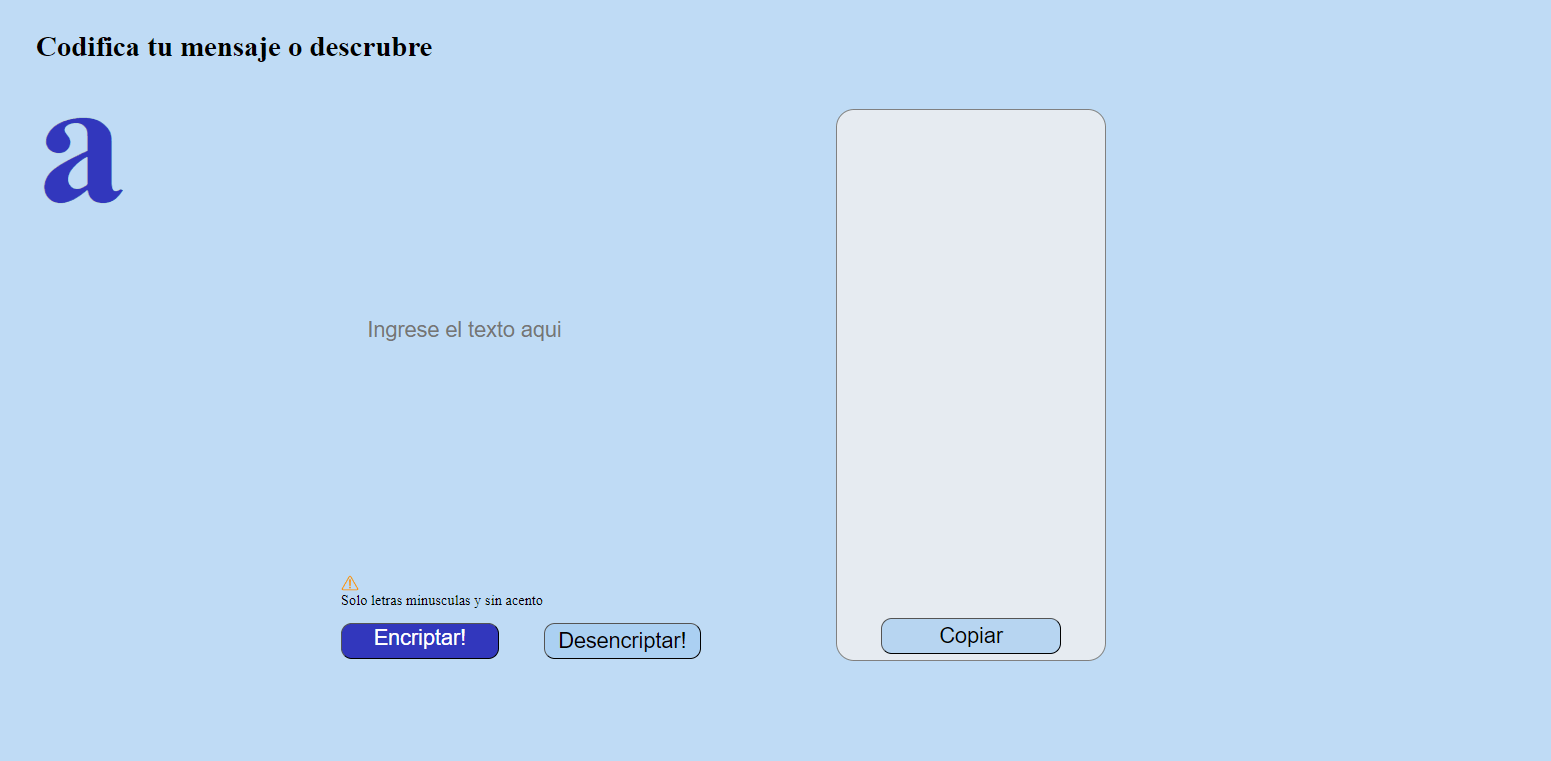 Codifica tu mensaje o descrubre
a
Ingrese el texto aqui
Solo letras minusculas y sin acento
Encriptar!
Desencriptar!
Copiar